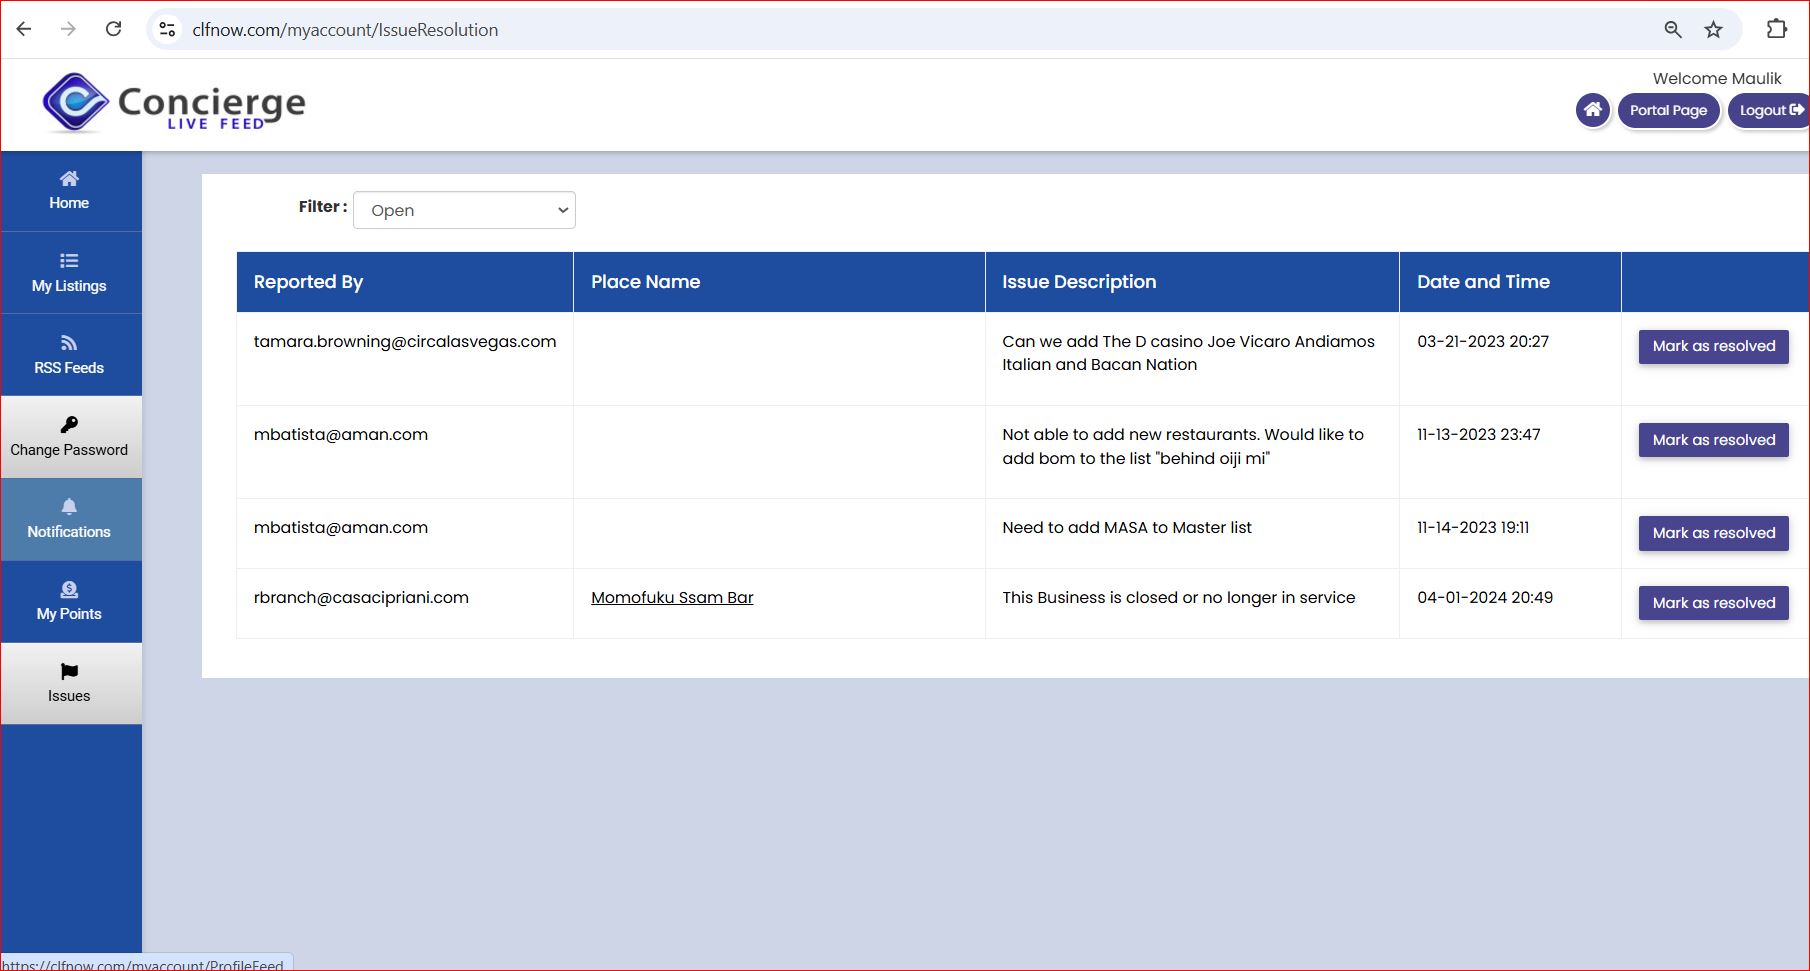 clfnow.com/myaccount/IssueResolution
Concierge
LIVE FEED
Welcome Maulik
Portal Page
Logout
Home
My Listings
RSS Feeds
Change Password
Notifications
My Points
Issues
Filter :
Open
Reported By
Place Name
Issue Description
Date and Time
tamara.browning@circalasvegas.com
Can we add The D casino Joe Vicaro Andiamos
Italian and Bacan Nation
03-21-2023 20:27
Mark as resolved
mbatista@aman.com
Not able to add new restaurants. Would like to
add bom to the list "behind oiji mi"
11-13-2023 23:47
Mark as resolved
mbatista@aman.com
Need to add MASA to Master list
11-14-2023 19:11
Mark as resolved
rbranch@casacipriani.com
Momofuku Ssam Bar
This Business is closed or no longer in service
04-01-2024 20:49
Mark as resolved
https://clfnow.com/myaccount/ProfileFeed